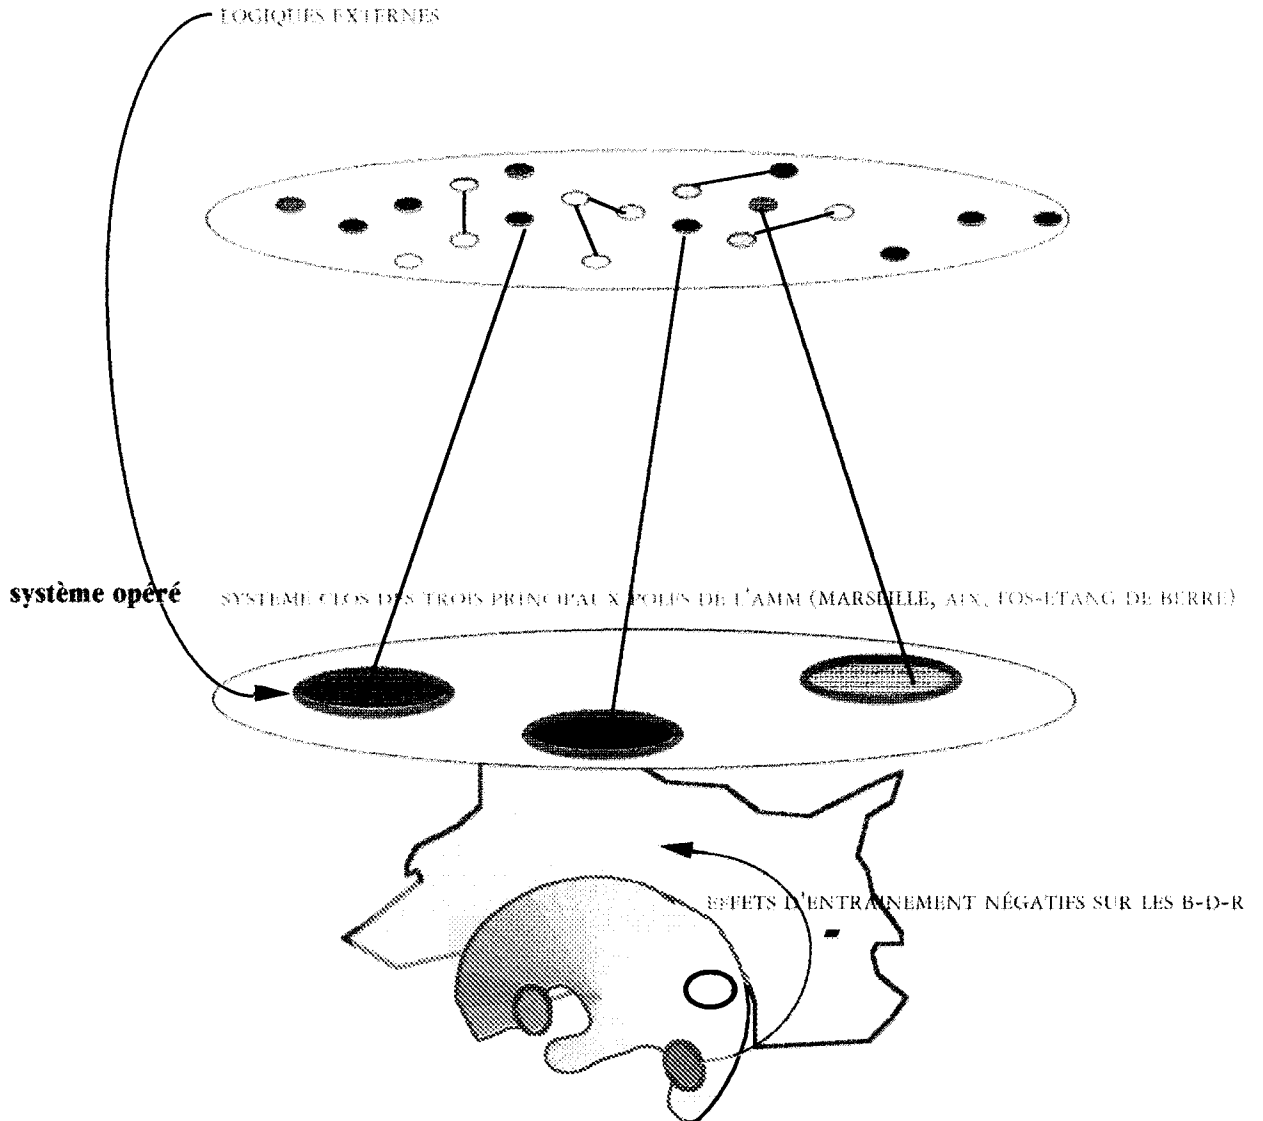 LOGIQUES EXTERNES
système opéré
SYSTEME CLOS DES TROIS PRINCIPAUX POLES DE L'AMM (MARSEILLE, AIX, FOS-ETANG DE BERRE)
EFFETS D'ENTRAINEMENT NÉGATIFS SUR LES B-D-R